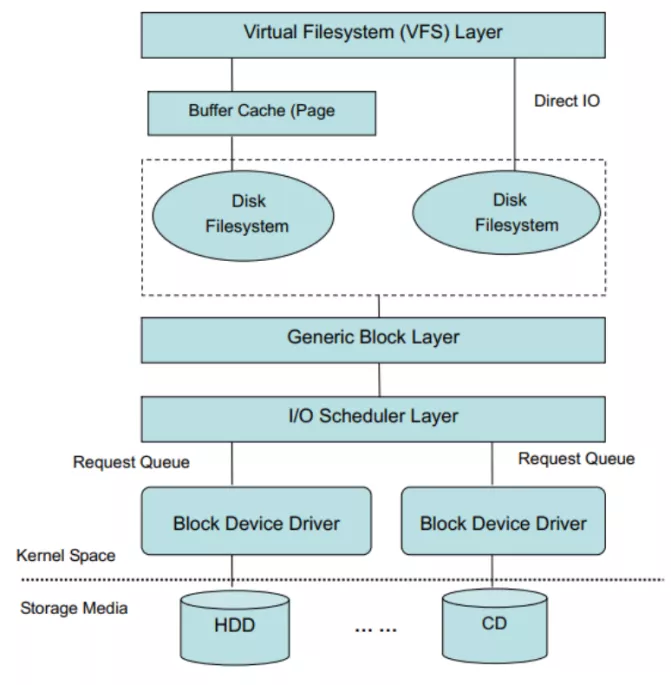 Virtual Filesystem (VFS) Layer
Buffer Cache (Page
Direct IO
Disk
Filesystem
Disk
Filesystem
Generic Block Layer
I/O Scheduler Layer
Request Queue
Request Queue
Block Device Driver
Block Device Driver
Kernel Space
Storage Media
HDD
... ...
CD